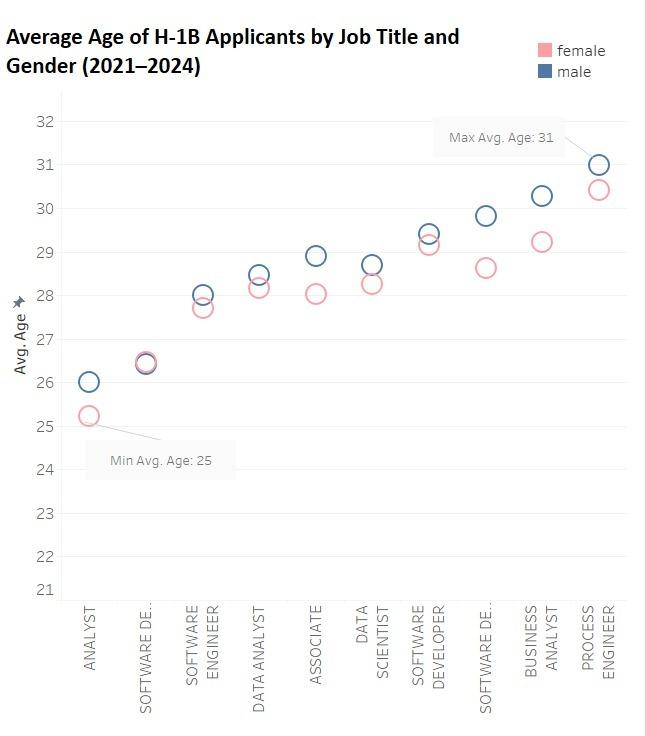 Average Age of H-1B Applicants by Job Title and
Gender (2021–2024)
female
male
32
31
30
29
28
27
26
25
24
23
22
21
Avg. Age
Max Avg. Age: 31
Min Avg. Age: 25
ANALYST
SOFTWARE DE..
SOFTWARE
ENGINEER
DATA ANALYST
ASSOCIATE
DATA
SCIENTIST
SOFTWARE
DEVELOPER
SOFTWARE DE..
BUSINESS
ANALYST
PROCESS
ENGINEER